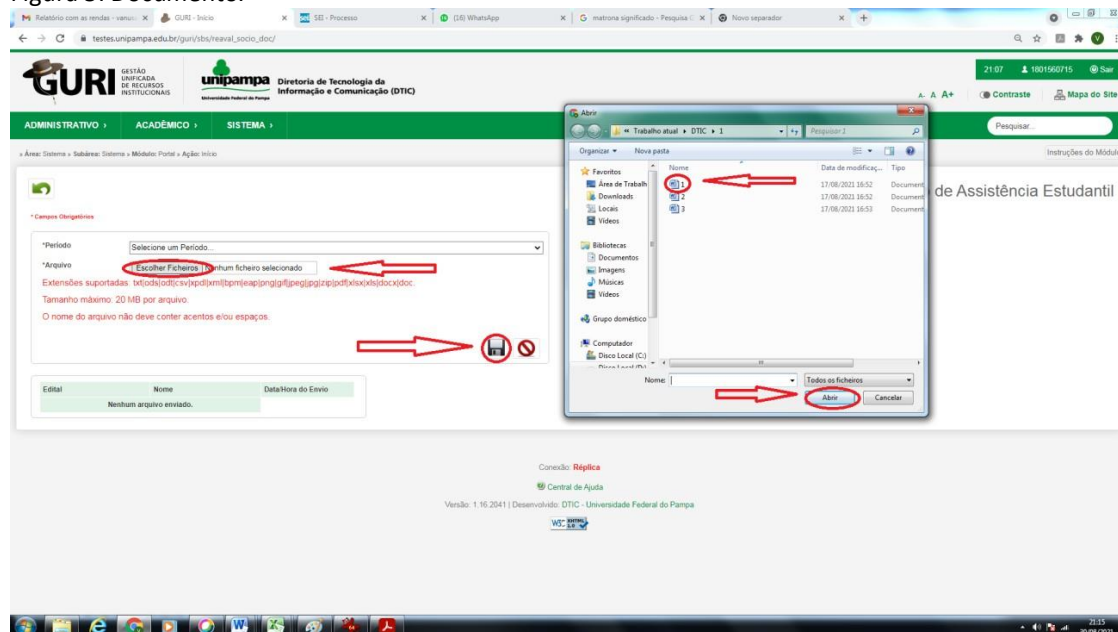 Relatório com as rendas - vanus
GURI - Início
SEI - Processo
(16) WhatsApp
matrona significado - Pesquisa
Novo separador
testes.unipampa.edu.br/guri/sbs/reaval_socio_doc/
GURI
GESTÃO
UNIFICADA
DE RECURSOS
INSTITUCIONAIS
unipampa
Universidade Federal do Pampa
Diretoria de Tecnologia da
Informação e Comunicação (DTIC)
21:07 1801560715 Sair
A- A A+ Contraste Mapa do Site
ADMINISTRATIVO › ACADÊMICO › SISTEMA ›
Pesquisar...
» Área: Sistema » Subárea: Sistema » Módulo: Portal » Ação: Início
Instruções do Módulo
de Assistência Estudantil
* Campos Obrigatórios
*Período Selecione um Período...
*Arquivo Escolher Ficheiros Nenhum ficheiro selecionado
Extensões suportadas: txt|ods|odt|csv|xpdl|xml|bpm|eap|png|gif|jpeg|jpg|zip|pdf|xlsx|xls|docx|doc.
Tamanho máximo: 20 MB por arquivo.
O nome do arquivo não deve conter acentos e/ou espaços.
Edital Nome Data/Hora do Envio
Nenhum arquivo enviado.
Abrir
« Trabalho atual DTIC 1
Pesquisar 1
Organizar Nova pasta
Favoritos
Área de Trabalh
Downloads
Locais
Vídeos
Bibliotecas
Documentos
Imagens
Músicas
Vídeos
Grupo doméstico
Computador
Disco Local (C:)
Nome Data de modificaç... Tipo
1 17/08/2021 16:52 Document
2 17/08/2021 16:52 Document
3 17/08/2021 16:53 Document
Nome: Todos os ficheiros
Abrir Cancelar
Conexão: Réplica
Central de Ajuda
Versão: 1.16.2041 | Desenvolvido: DTIC - Universidade Federal do Pampa
W3C XHTML 1.0
21:15